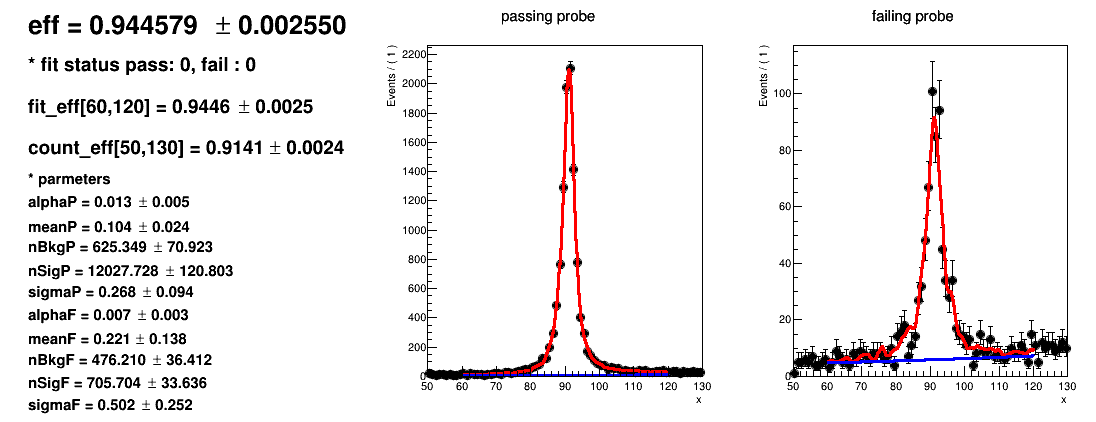 eff = 0.944579 ± 0.002550
* fit status pass: 0, fail : 0
fit_eff[60,120] = 0.9446 ± 0.0025
count_eff[50,130] = 0.9141 ± 0.0024
* parmeters
alphaP = 0.013 ± 0.005
meanP = 0.104 ± 0.024
nBkgP = 625.349 ± 70.923
nSigP = 12027.728 ± 120.803
sigmaP = 0.268 ± 0.094
alphaF = 0.007 ± 0.003
meanF = 0.221 ± 0.138
nBkgF = 476.210 ± 36.412
nSigF = 705.704 ± 33.636
sigmaF = 0.502 ± 0.252
passing probe
Events / ( 1 )
2200
2000
1800
1600
1400
1200
1000
800
600
400
200
0
50 60 70 80 90 100 110 120 130
x
failing probe
Events / ( 1 )
100
80
60
40
20
0
50 60 70 80 90 100 110 120 130
x